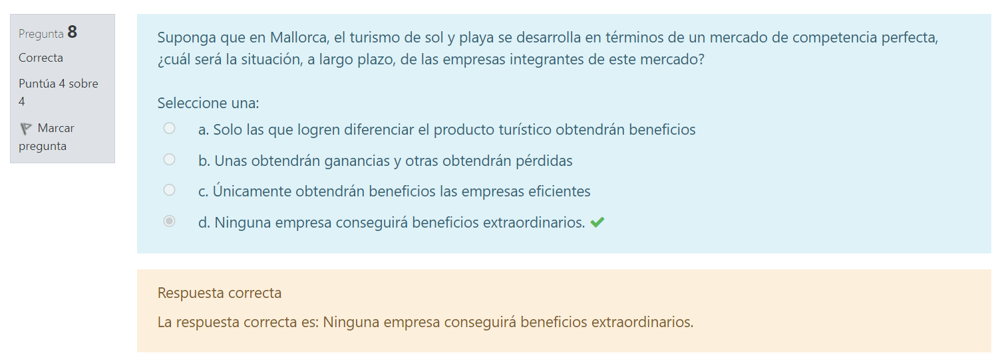 Pregunta 8
Correcta
Puntúa 4 sobre
4
Marcar
pregunta
Suponga que en Mallorca, el turismo de sol y playa se desarrolla en términos de un mercado de competencia perfecta,
¿cuál será la situación, a largo plazo, de las empresas integrantes de este mercado?
Seleccione una:
a. Solo las que logren diferenciar el producto turístico obtendrán beneficios
b. Unas obtendrán ganancias y otras obtendrán pérdidas
c. Únicamente obtendrán beneficios las empresas eficientes
d. Ninguna empresa conseguirá beneficios extraordinarios.
Respuesta correcta
La respuesta correcta es: Ninguna empresa conseguirá beneficios extraordinarios.